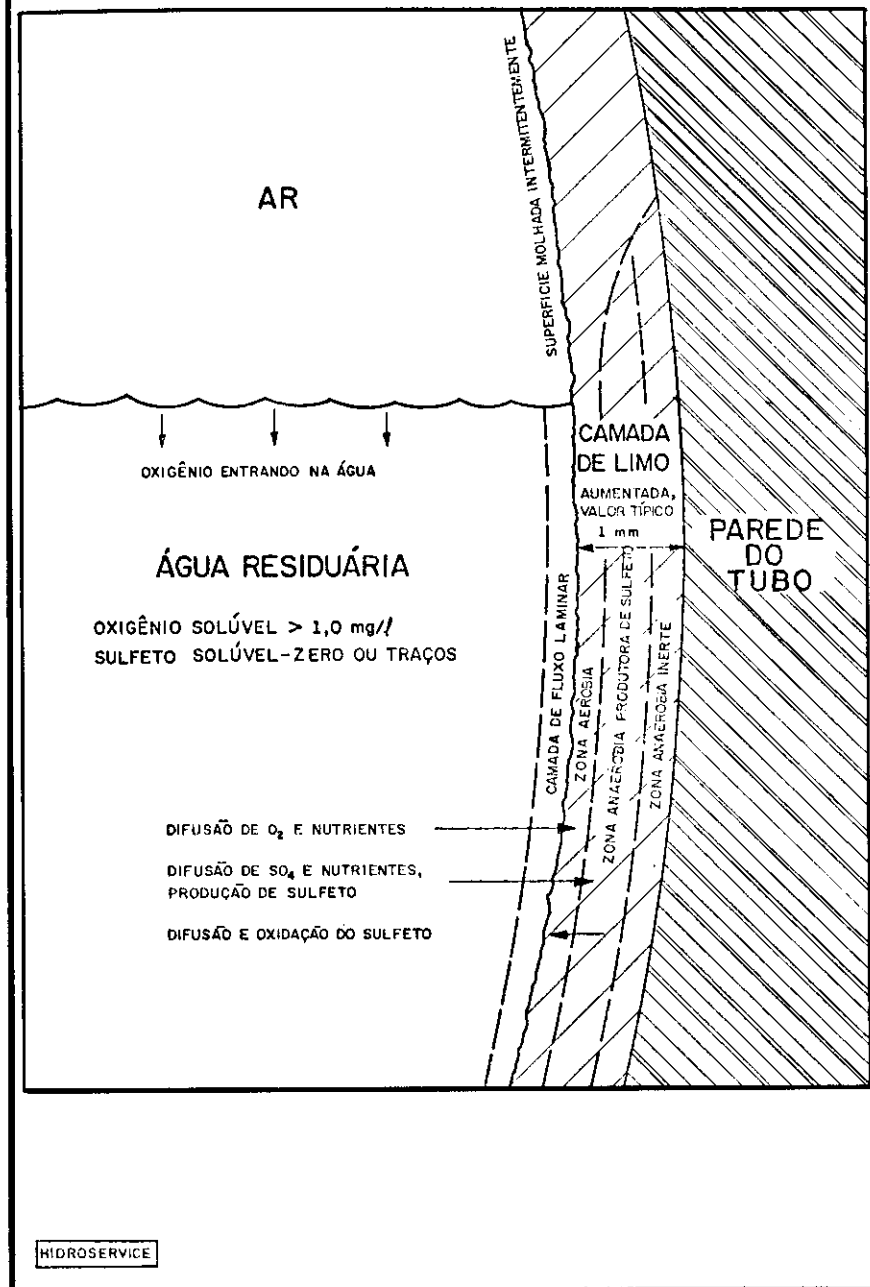 SUPERFÍCIE MOLHADA INTERMITENTEMENTE
AR
OXIGÊNIO ENTRANDO NA ÁGUA
CAMADA
DE LIMO
AUMENTADA,
VALOR TÍPICO
1 mm
PAREDE
DO
TUBO
ÁGUA RESIDUÁRIA
OXIGÊNIO SOLÚVEL > 1,0 mg/l
SULFETO SOLÚVEL-ZERO OU TRAÇOS
CAMADA DE FLUXO LAMINAR
ZONA AERÓBIA
ZONA ANAERÓBIA PRODUTORA DE SULFETO
ZONA ANAERÓBIA INERTE
DIFUSÃO DE O₂ E NUTRIENTES
DIFUSÃO DE SO₄ E NUTRIENTES,
PRODUÇÃO DE SULFETO
DIFUSÃO E OXIDAÇÃO DO SULFETO
HIDROSERVICE